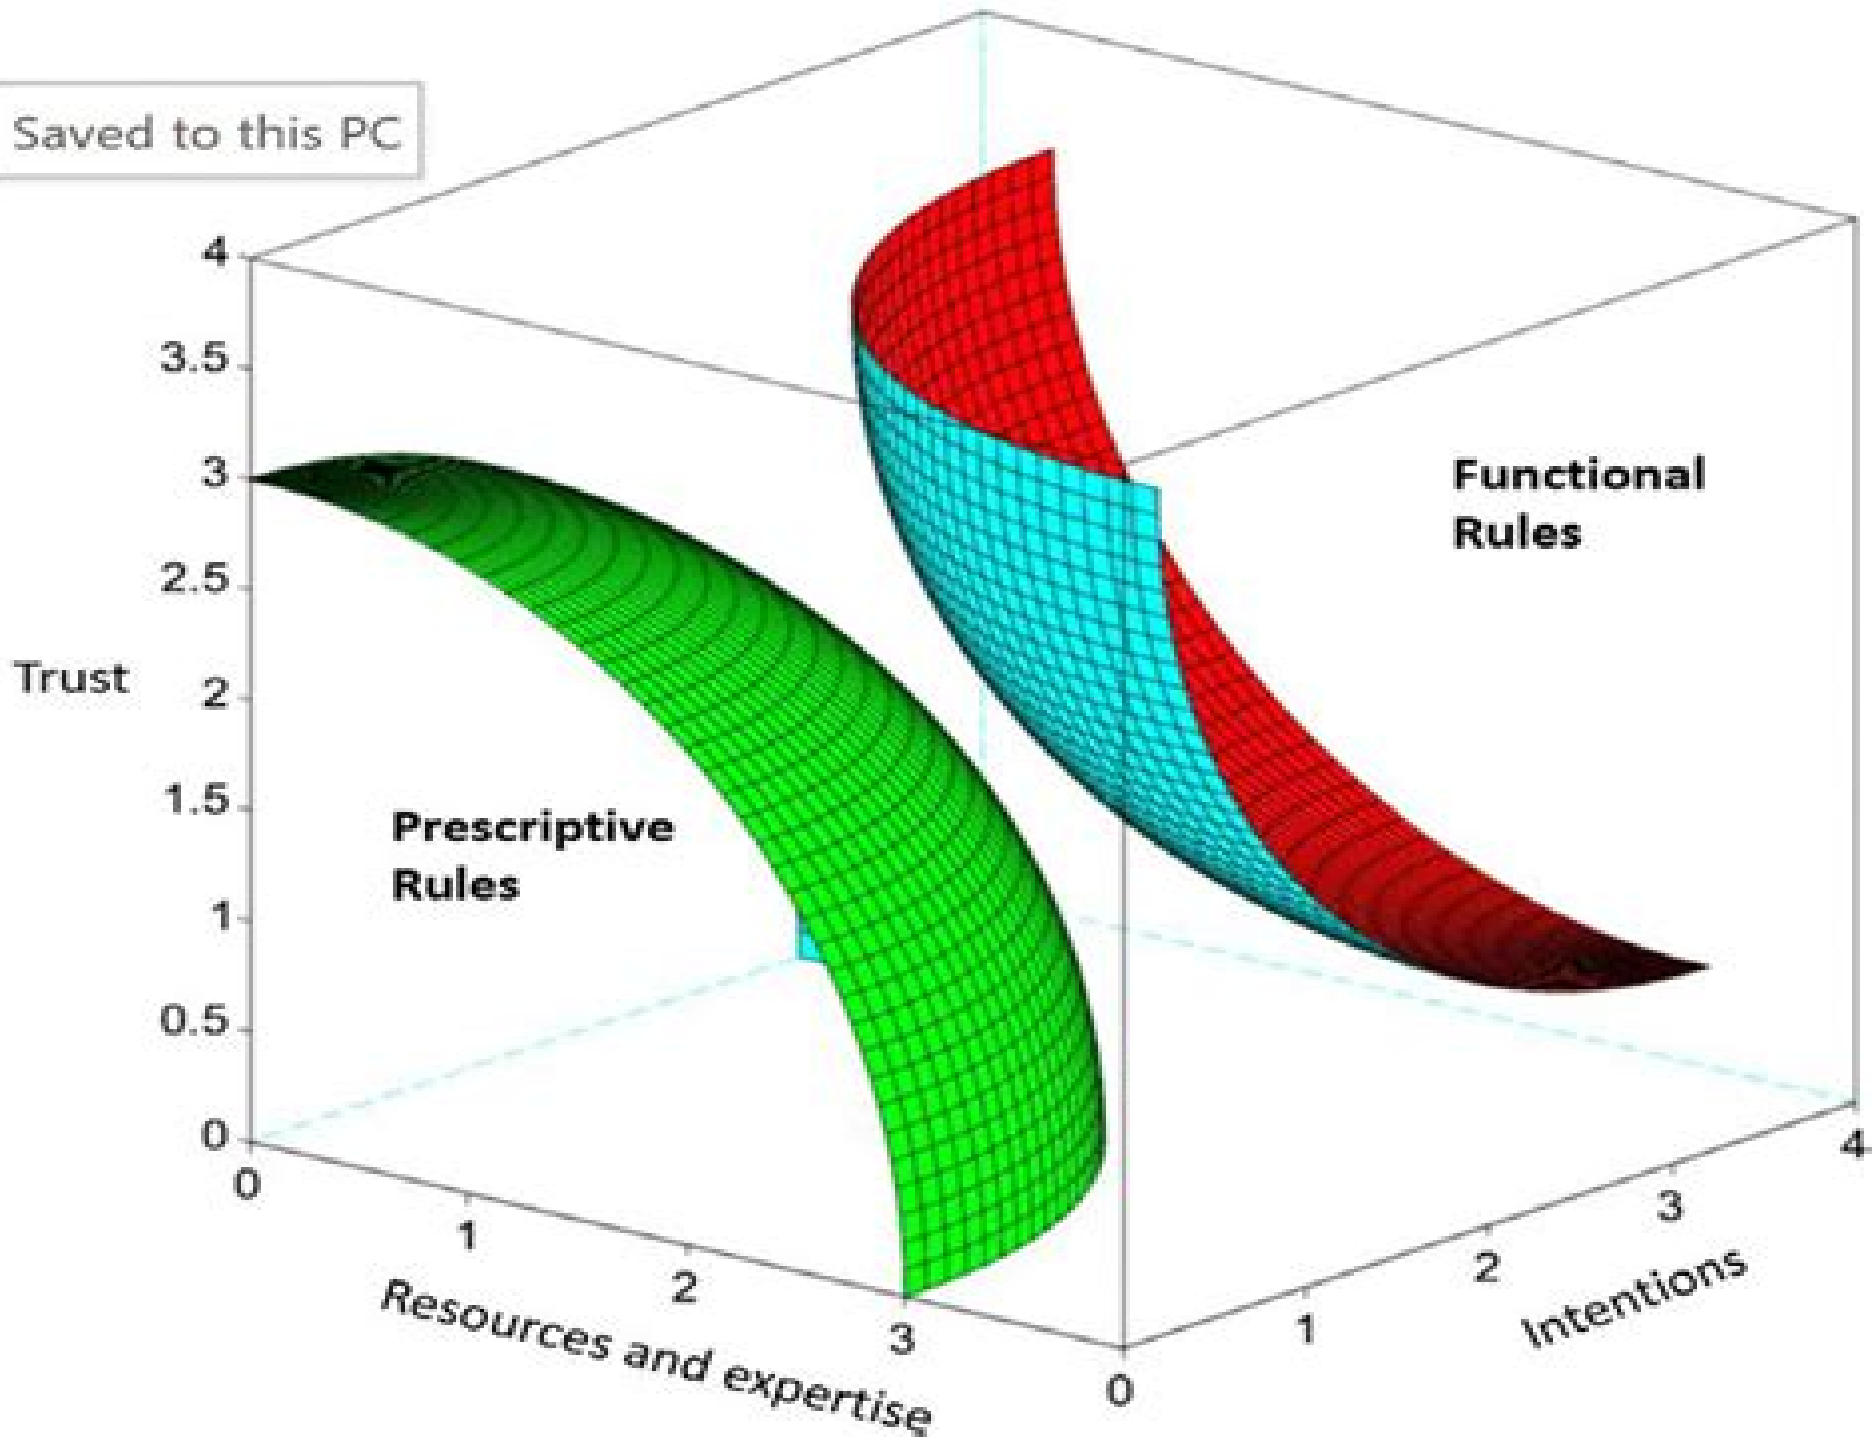 Saved to this PC
4
3.5
3
2.5
2
1.5
1
0.5
0
Trust
Functional
Rules
Prescriptive
Rules
0
1
2
3
Resources and expertise
0
1
2
3
4
Intentions